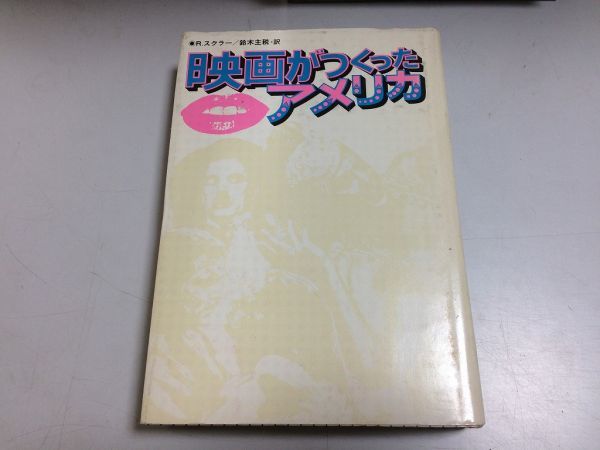 ●R.スクラー／鈴木主税・訳
映画がつくった
アメリカ